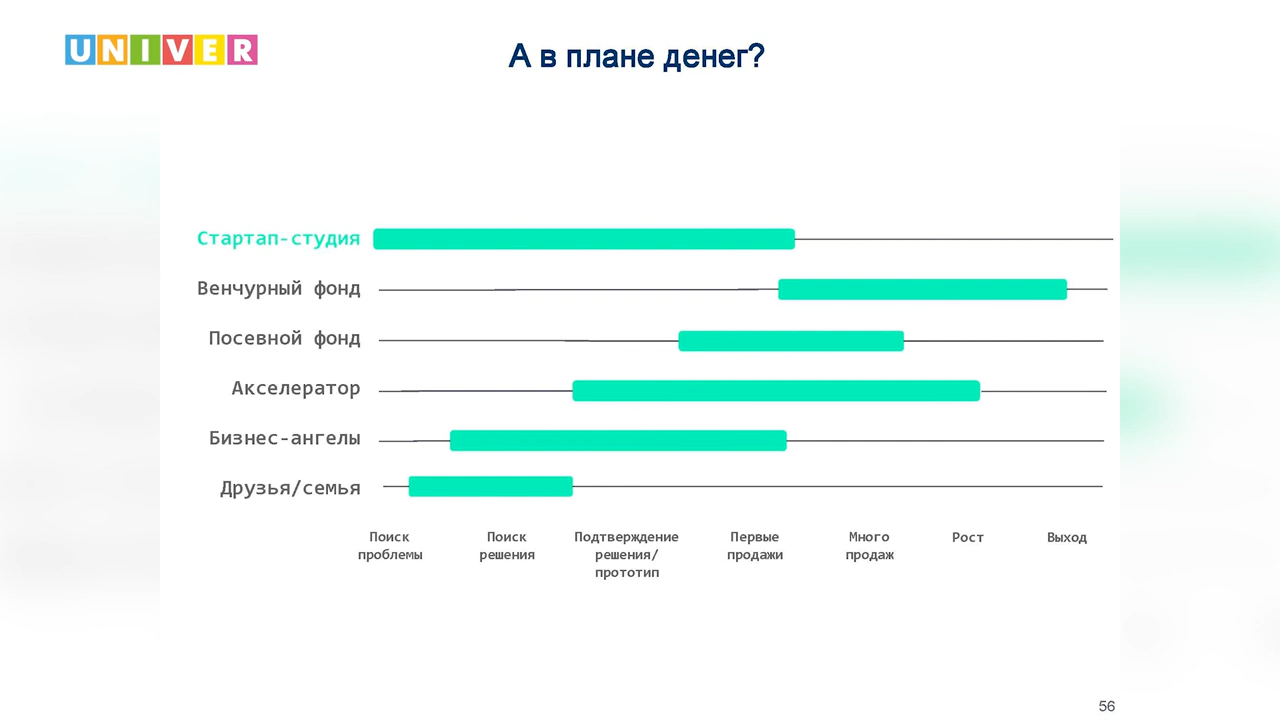 UNIVER
А в плане денег?
Стартап-студия
Венчурный фонд
Посевной фонд
Акселератор
Бизнес-ангелы
Друзья/семья
Поиск
проблемы
Поиск
решения
Подтверждение
решения/
прототип
Первые
продажи
Много
продаж
Рост
Выход
56